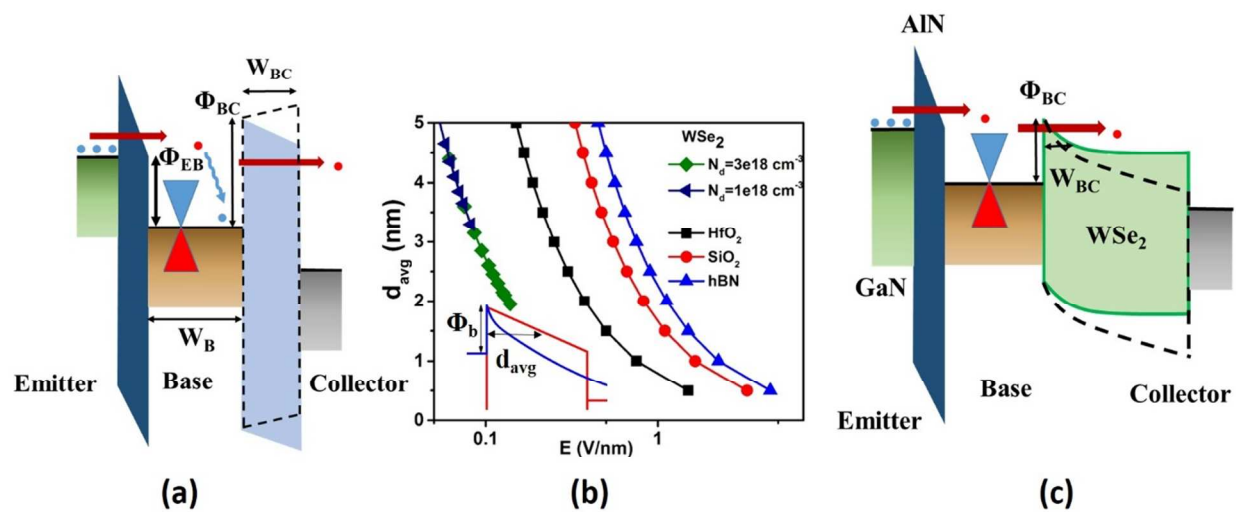 W_BC
Φ_BC
Φ_EB
W_B
Emitter
Base
Collector
(a)
d_avg (nm)
5
4
3
2
1
0
WSe₂
N_d=3e18 cm⁻³
N_d=1e18 cm⁻³
HfO₂
SiO₂
hBN
Φ_b
d_avg
0.1
1
E (V/nm)
(b)
AlN
Φ_BC
W_BC
WSe₂
GaN
Base
Collector
Emitter
(c)